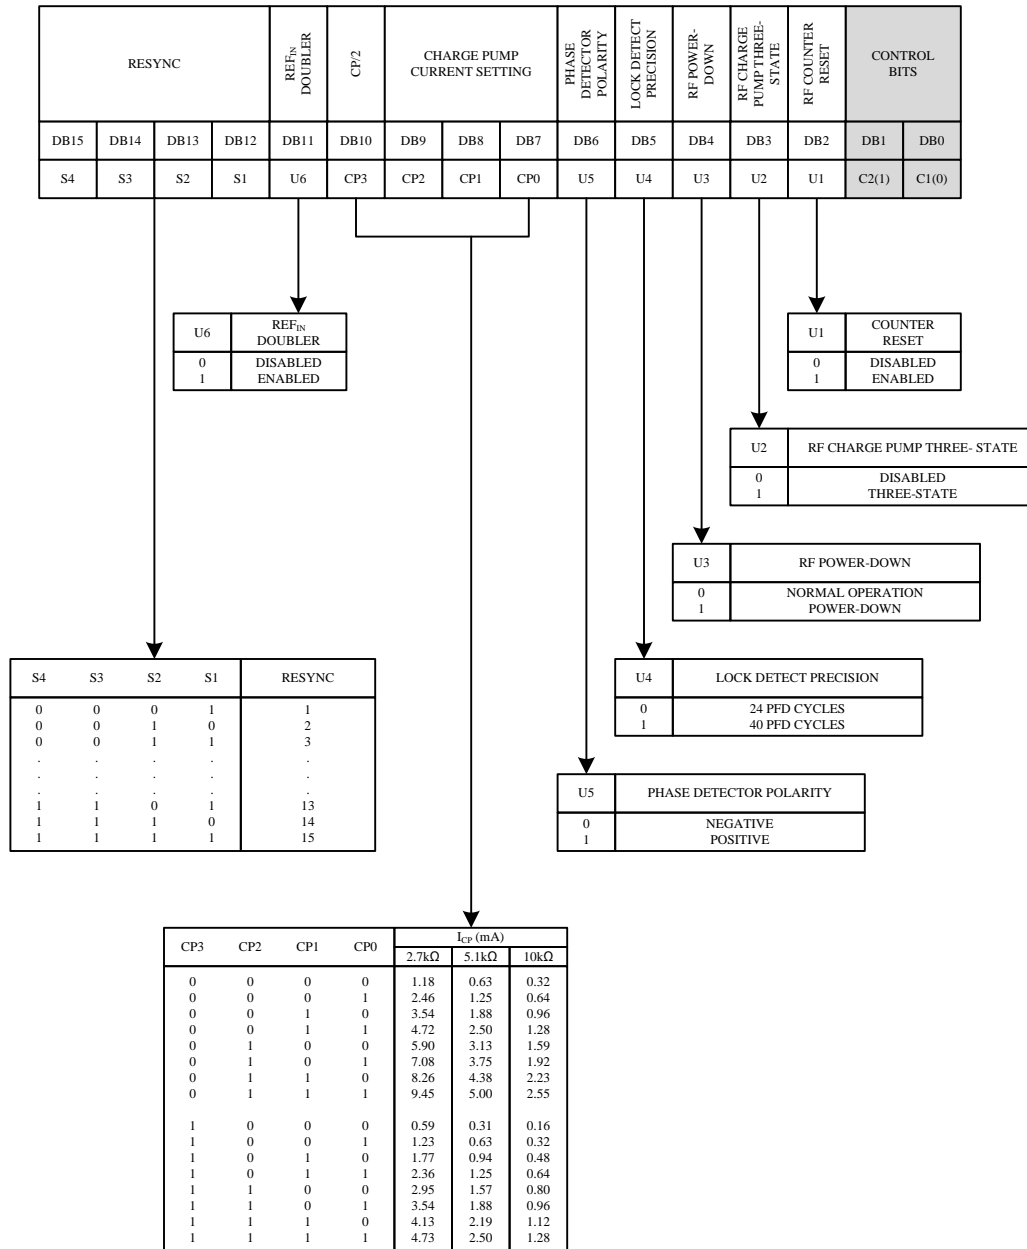 RESYNC
REFIN
DOUBLER
CP/2
CHARGE PUMP
CURRENT SETTING
PHASE
DETECTOR
POLARITY
LOCK DETECT
PRECISION
RF POWER-
DOWN
RF CHARGE
PUMP THREE-
STATE
RF COUNTER
RESET
CONTROL
BITS
DB15 DB14 DB13 DB12 DB11 DB10 DB9 DB8 DB7 DB6 DB5 DB4 DB3 DB2 DB1 DB0
S4 S3 S2 S1 U6 CP3 CP2 CP1 CP0 U5 U4 U3 U2 U1 C2(1) C1(0)
U6
REFIN
DOUBLER
0 DISABLED
1 ENABLED
U1
COUNTER
RESET
0 DISABLED
1 ENABLED
U2 RF CHARGE PUMP THREE- STATE
0 DISABLED
1 THREE-STATE
U3 RF POWER-DOWN
0 NORMAL OPERATION
1 POWER-DOWN
U4 LOCK DETECT PRECISION
0 24 PFD CYCLES
1 40 PFD CYCLES
S4 S3 S2 S1 RESYNC
0 0 0 1 1
0 0 1 0 2
0 0 1 1 3
. . . . .
. . . . .
. . . . .
1 1 0 1 13
1 1 1 0 14
1 1 1 1 15
U5 PHASE DETECTOR POLARITY
0 NEGATIVE
1 POSITIVE
CP3 CP2 CP1 CP0
ICP (mA)
2.7kΩ 5.1kΩ 10kΩ
0 0 0 0 1.18 0.63 0.32
0 0 0 1 2.46 1.25 0.64
0 0 1 0 3.54 1.88 0.96
0 0 1 1 4.72 2.50 1.28
0 1 0 0 5.90 3.13 1.59
0 1 0 1 7.08 3.75 1.92
0 1 1 0 8.26 4.38 2.23
0 1 1 1 9.45 5.00 2.55
1 0 0 0 0.59 0.31 0.16
1 0 0 1 1.23 0.63 0.32
1 0 1 0 1.77 0.94 0.48
1 0 1 1 2.36 1.25 0.64
1 1 0 0 2.95 1.57 0.80
1 1 0 1 3.54 1.88 0.96
1 1 1 0 4.13 2.19 1.12
1 1 1 1 4.73 2.50 1.28